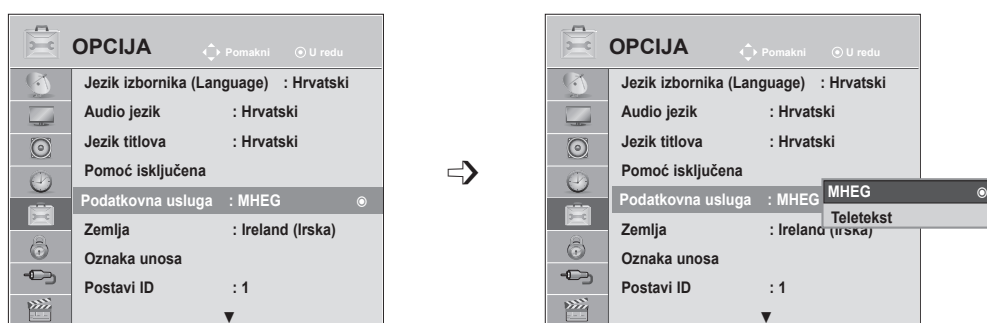 OPCIJA Pomakni U redu
Jezik izbornika (Language) : Hrvatski
Audio jezik : Hrvatski
Jezik titlova : Hrvatski
Pomoć isključena
Podatkovna usluga : MHEG
Zemlja : Ireland (Irska)
Oznaka unosa
Postavi ID : 1
OPCIJA Pomakni U redu
Jezik izbornika (Language) : Hrvatski
Audio jezik : Hrvatski
Jezik titlova : Hrvatski
Pomoć isključena
Podatkovna usluga : MHEG
MHEG
Teletekst
Zemlja : Ireland (Irska)
Oznaka unosa
Postavi ID : 1